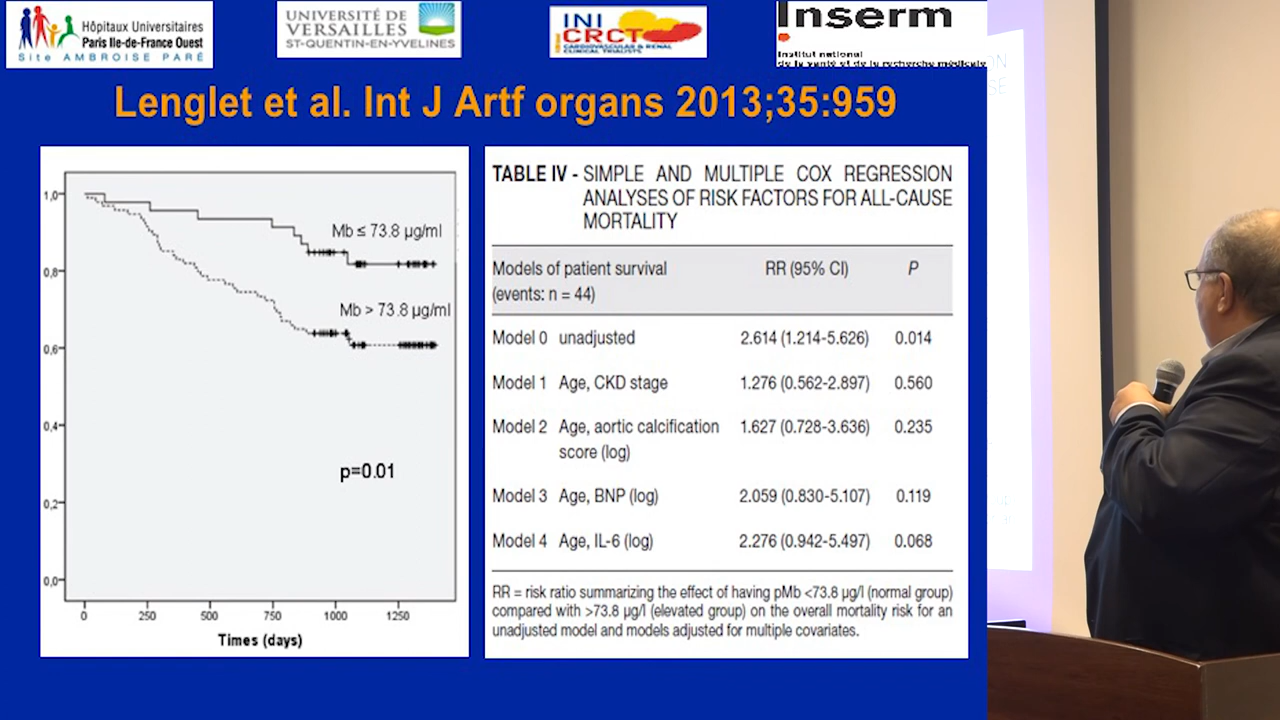 Hôpitaux Universitaires
Paris Ile-de-France Ouest
Site AMBROISE PARÉ
UNIVERSITÉ DE
VERSAILLES
ST-QUENTIN-EN-YVELINES
INI
CRCT
CARDIOVASCULAR & RENAL
CLINICAL TRIALISTS
Inserm
Institut national
de la santé et de la recherche médicale
Lenglet et al. Int J Artf organs 2013;35:959
1,0
0,8
0,6
0,4
0,2
0,0
Mb ≤ 73.8 µg/ml
Mb > 73.8 µg/ml
p=0.01
0 250 500 750 1000 1250
Times (days)
TABLE IV - SIMPLE AND MULTIPLE COX REGRESSION
ANALYSES OF RISK FACTORS FOR ALL-CAUSE
MORTALITY
Models of patient survival RR (95% CI) P
(events: n = 44)
Model 0 unadjusted 2.614 (1.214-5.626) 0.014
Model 1 Age, CKD stage 1.276 (0.562-2.897) 0.560
Model 2 Age, aortic calcification 1.627 (0.728-3.636) 0.235
score (log)
Model 3 Age, BNP (log) 2.059 (0.830-5.107) 0.119
Model 4 Age, IL-6 (log) 2.276 (0.942-5.497) 0.068
RR = risk ratio summarizing the effect of having pMb <73.8 µg/l (normal group)
compared with >73.8 µg/l (elevated group) on the overall mortality risk for an
unadjusted model and models adjusted for multiple covariates.